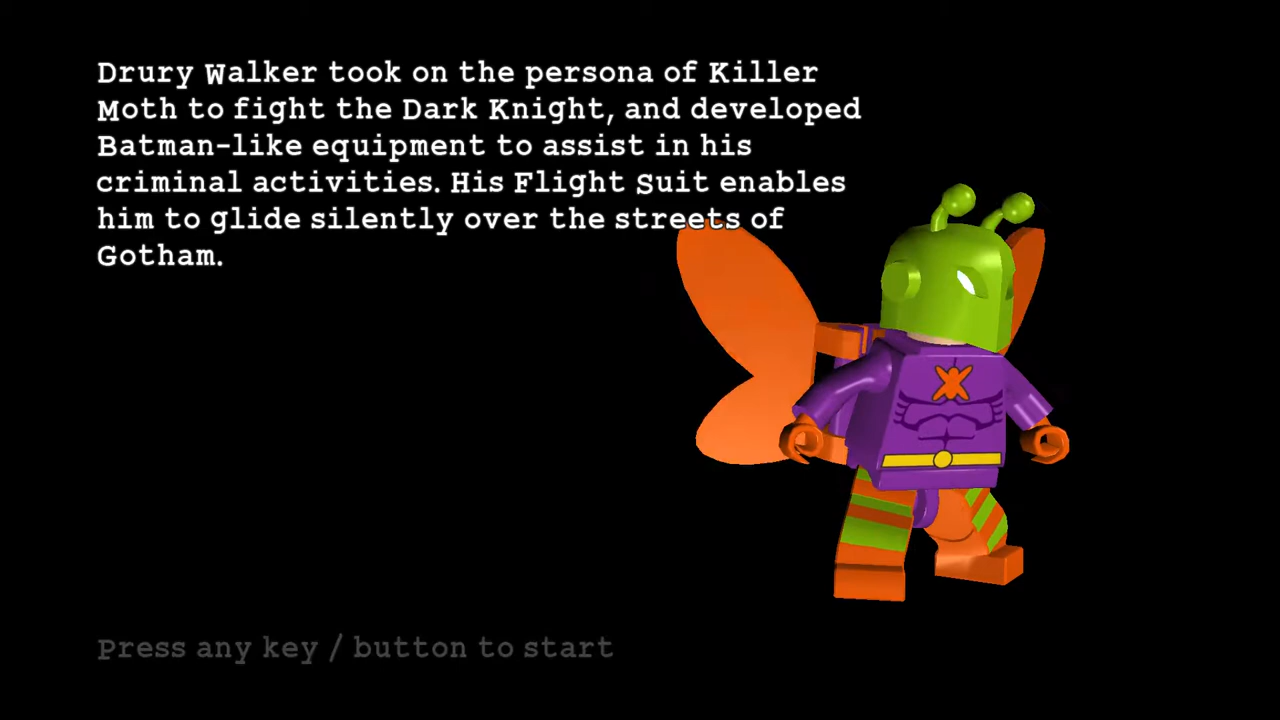 Drury Walker took on the persona of Killer
Moth to fight the Dark Knight, and developed
Batman-like equipment to assist in his
criminal activities. His Flight Suit enables
him to glide silently over the streets of
Gotham.
Press any key / button to start